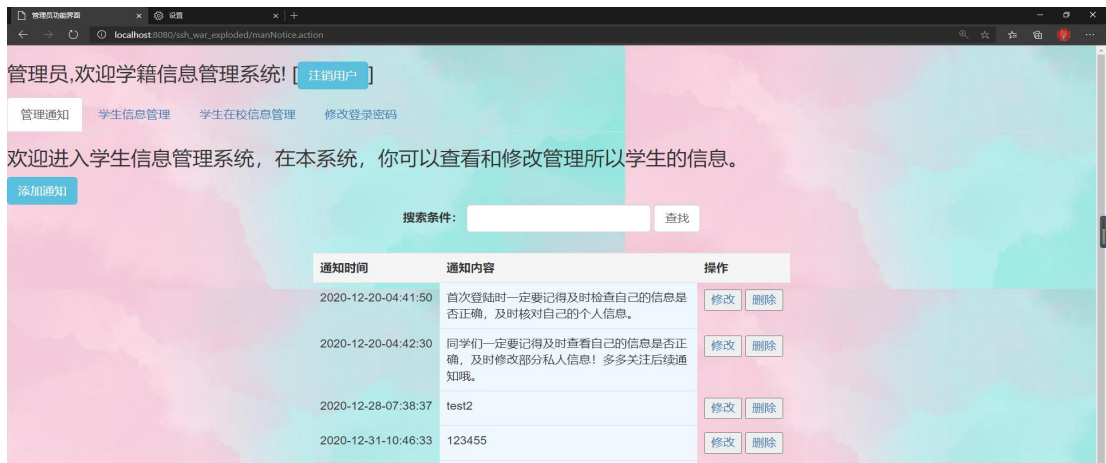 管理员功能界面
设置
localhost:8080/ssh_war_exploded/manNotice.action
管理员,欢迎学籍信息管理系统! [ 注销用户 ]
管理通知 学生信息管理 学生在校信息管理 修改登录密码
欢迎进入学生信息管理系统，在本系统，你可以查看和修改管理所以学生的信息。
添加通知
搜索条件： 查找
通知时间 通知内容 操作
2020-12-20-04:41:50 首次登陆时一定要记得及时检查自己的信息是 修改 删除
否正确，及时核对自己的个人信息。
2020-12-20-04:42:30 同学们一定要记得及时查看自己的信息是否正 修改 删除
确，及时修改部分私人信息！多多关注后续通
知哦。
2020-12-28-07:38:37 test2 修改 删除
2020-12-31-10:46:33 123455 修改 删除